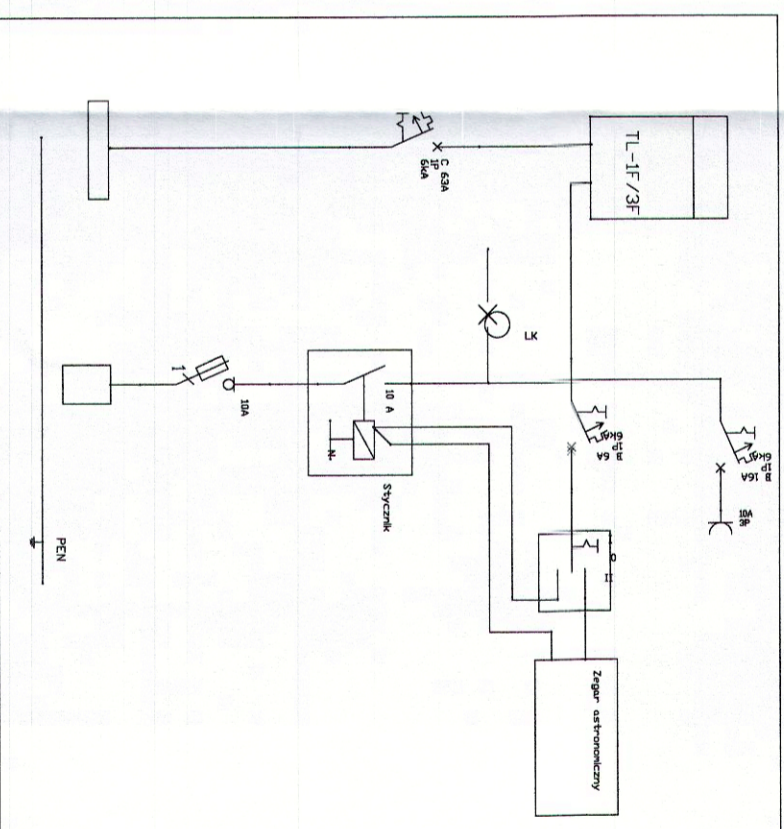 TL-1F/3F
C 63A
1P
6kA
LK
B 6A
1P
6kA
B 16A
1P
6kA
10A
0
II
10 A
N
Stycznik
10A
1
Zegar astronomiczny
PEN